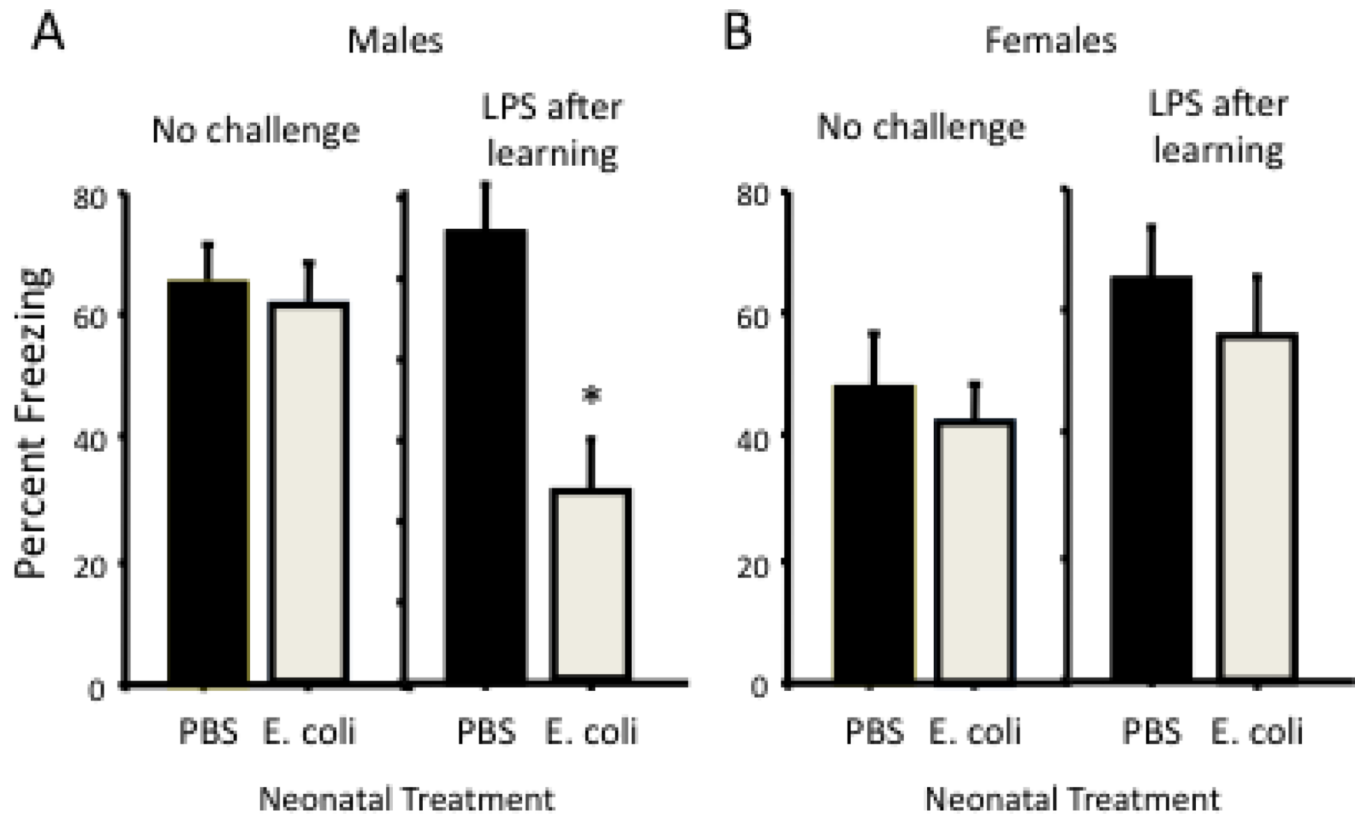 A
Males
No challenge
LPS after
learning
Percent Freezing
80
60
40
20
0
*
PBS E. coli
PBS E. coli
Neonatal Treatment
B
Females
No challenge
LPS after
learning
80
60
40
20
0
PBS E. coli
PBS E. coli
Neonatal Treatment